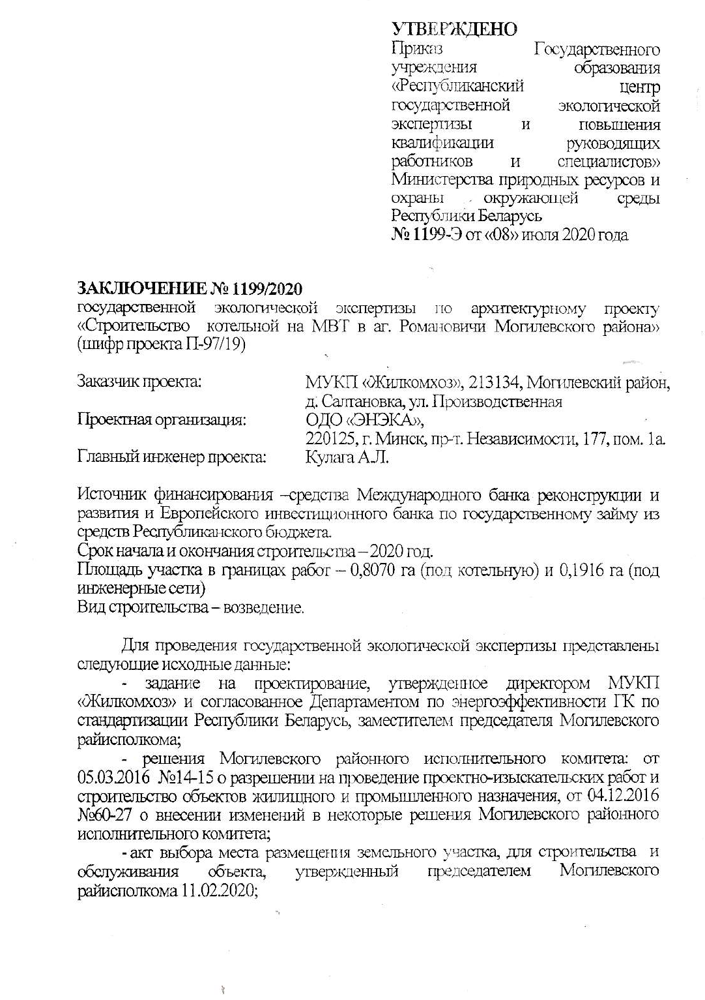 УТВЕРЖДЕНО
Приказ Государственного
учреждения образования
«Республиканский центр
государственной экологической
экспертизы и повышения
квалификации руководящих
работников и специалистов»
Министерства природных ресурсов и
охраны окружающей среды
Республики Беларусь
№ 1199-Э от «08» июля 2020 года
ЗАКЛЮЧЕНИЕ № 1199/2020
государственной экологической экспертизы по архитектурному проекту
«Строительство котельной на МВТ в аг. Романовичи Могилевского района»
(шифр проекта П-97/19)
Заказчик проекта: МУКП «Жилкомхоз», 213134, Могилевский район,
д. Салтановка, ул. Производственная
Проектная организация: ОДО «ЭНЭКА»,
220125, г. Минск, пр-т. Независимости, 177, пом. 1а.
Главный инженер проекта: Кулага А.Л.
Источник финансирования –средства Международного банка реконструкции и
развития и Европейского инвестиционного банка по государственному займу из
средств Республиканского бюджета.
Срок начала и окончания строительства – 2020 год.
Площадь участка в границах работ – 0,8070 га (под котельную) и 0,1916 га (под
инженерные сети)
Вид строительства – возведение.
Для проведения государственной экологической экспертизы представлены
следующие исходные данные:
- задание на проектирование, утвержденное директором МУКП
«Жилкомхоз» и согласованное Департаментом по энергоэффективности ГК по
стандартизации Республики Беларусь, заместителем председателя Могилевского
райисполкома;
- решения Могилевского районного исполнительного комитета: от
05.03.2016 №14-15 о разрешении на проведение проектно-изыскательских работ и
строительство объектов жилищного и промышленного назначения, от 04.12.2016
№60-27 о внесении изменений в некоторые решения Могилевского районного
исполнительного комитета;
- акт выбора места размещения земельного участка, для строительства и
обслуживания объекта, утвержденный председателем Могилевского
райисполкома 11.02.2020;